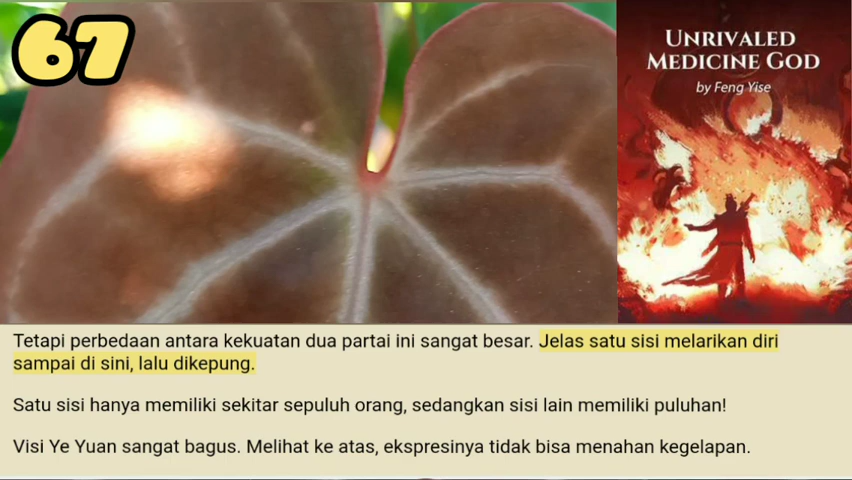 67
UNRIVALED
MEDICINE GOD
by Feng Yise
Tetapi perbedaan antara kekuatan dua partai ini sangat besar. Jelas satu sisi melarikan diri
sampai di sini, lalu dikepung.
Satu sisi hanya memiliki sekitar sepuluh orang, sedangkan sisi lain memiliki puluhan!
Visi Ye Yuan sangat bagus. Melihat ke atas, ekspresinya tidak bisa menahan kegelapan.